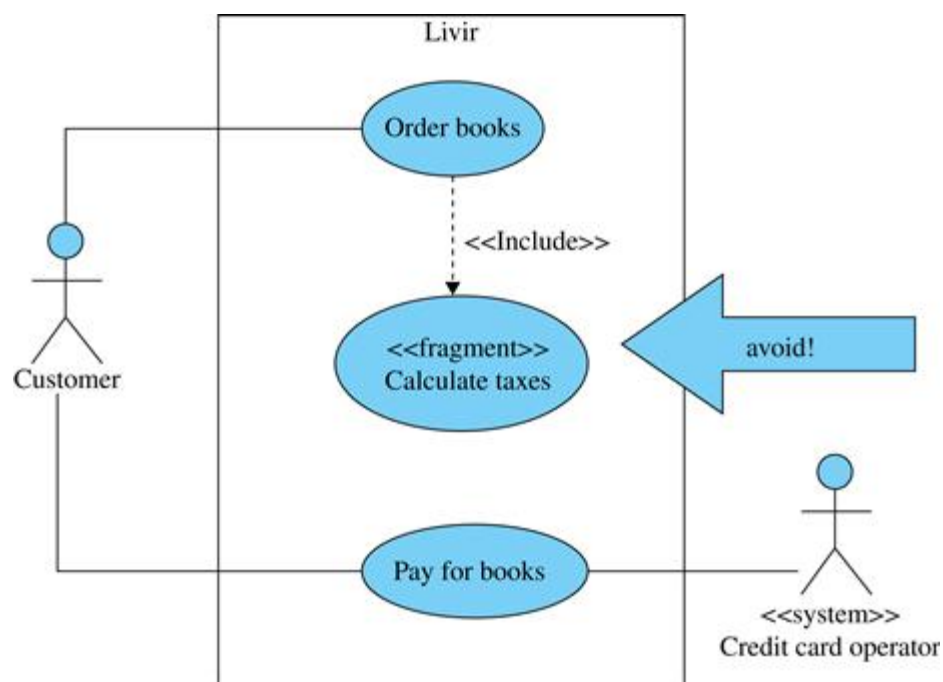 Livir
Order books
<<Include>>
<<fragment>>
Calculate taxes
avoid!
Customer
Pay for books
<<system>>
Credit card operator